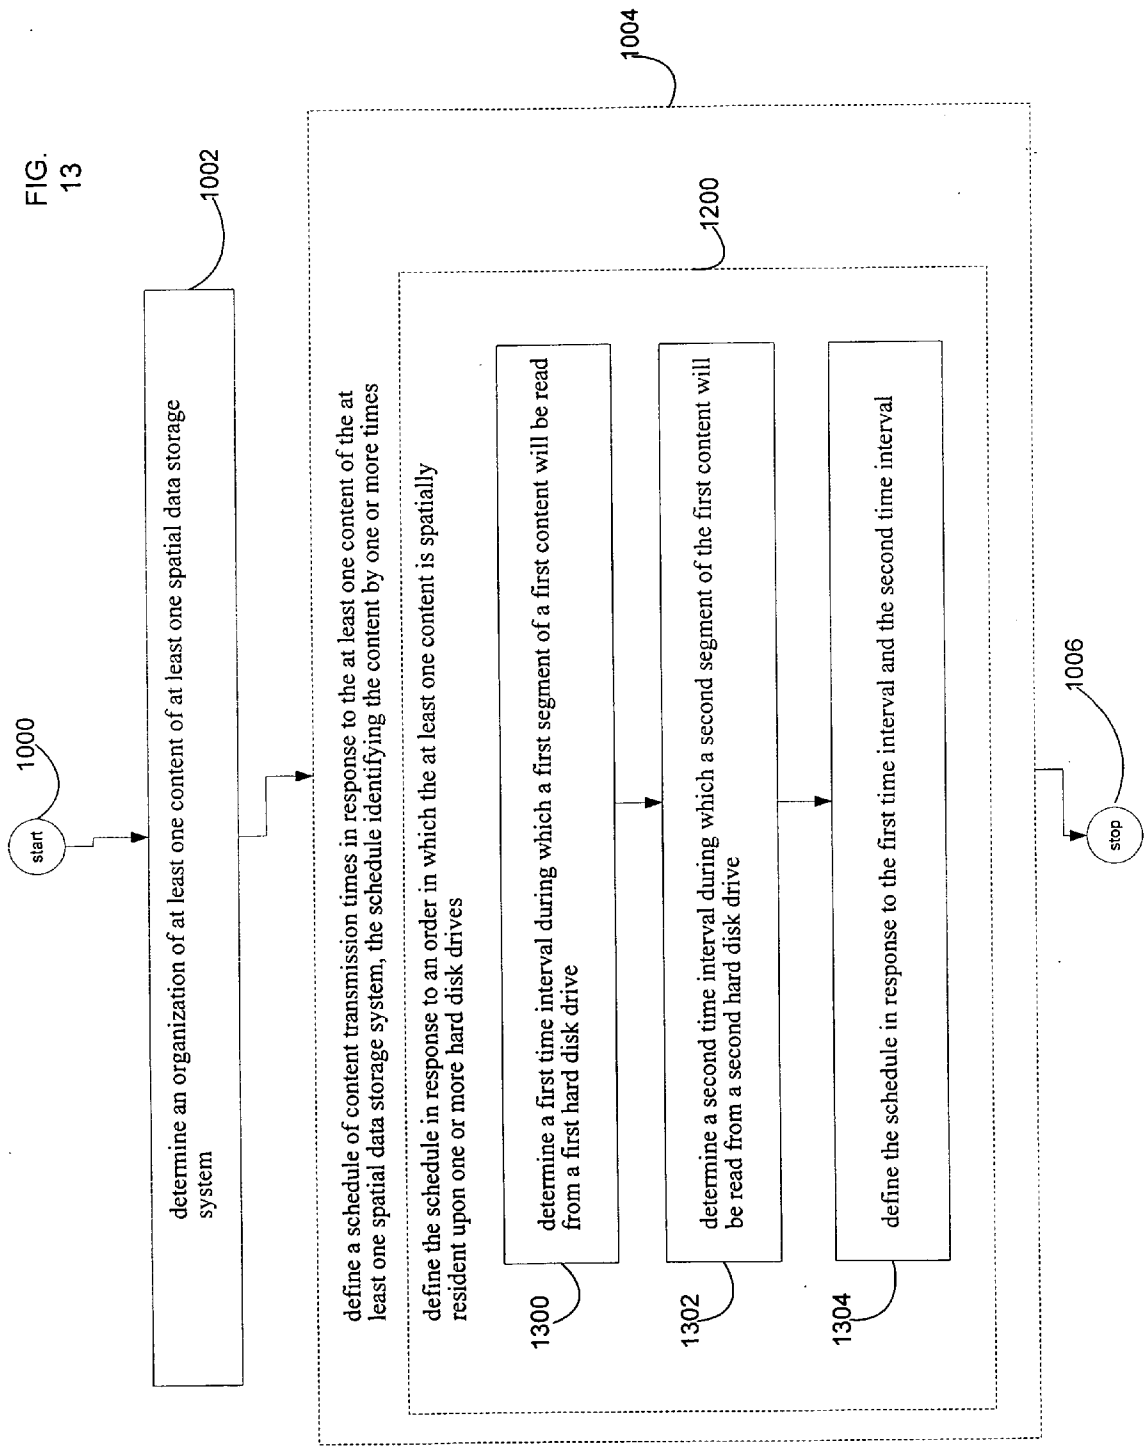 FIG.
13
1000
start
1002
determine an organization of at least one content of at least one spatial data storage
system
1004
define a schedule of content transmission times in response to the at least one content of the at
least one spatial data storage system, the schedule identifying the content by one or more times
1200
define the schedule in response to an order in which the at least one content is spatially
resident upon one or more hard disk drives
1300
determine a first time interval during which a first segment of a first content will be read
from a first hard disk drive
1302
determine a second time interval during which a second segment of the first content will
be read from a second hard disk drive
1304
define the schedule in response to the first time interval and the second time interval
1006
stop